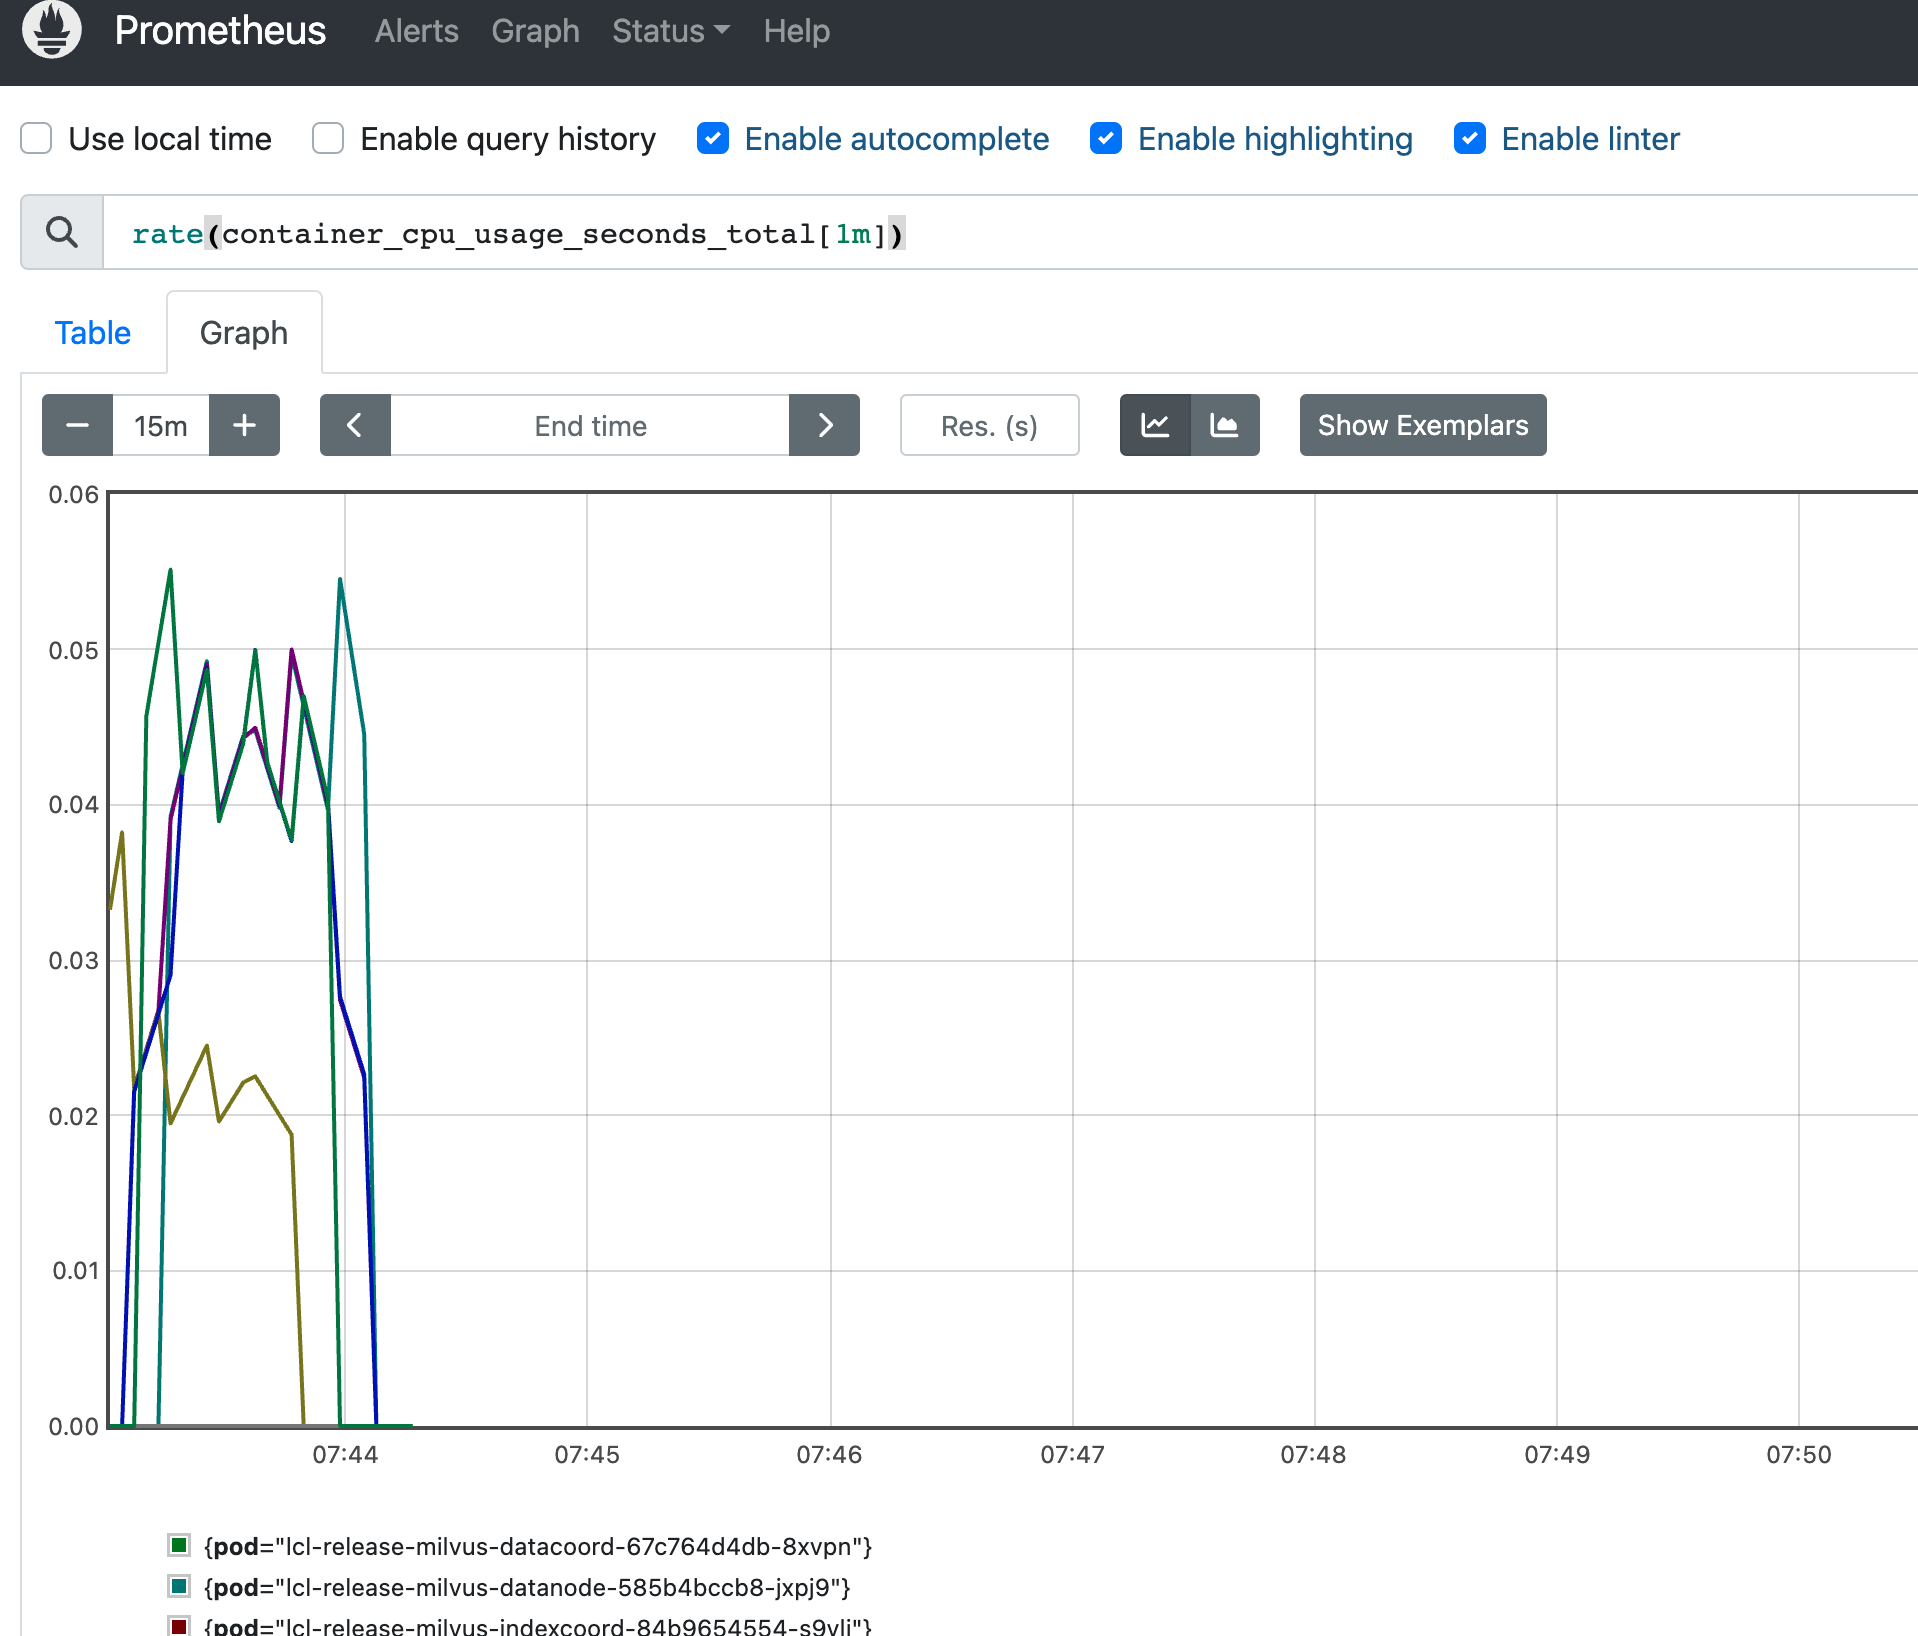 Prometheus Alerts Graph Status Help
Use local time Enable query history Enable autocomplete Enable highlighting Enable linter
rate(container_cpu_usage_seconds_total[1m])
Table Graph
15m End time Res. (s) Show Exemplars
0.06
0.05
0.04
0.03
0.02
0.01
0.00
07:44 07:45 07:46 07:47 07:48 07:49 07:50
{pod="lcl-release-milvus-datacoord-67c764d4db-8xvpn"}
{pod="lcl-release-milvus-datanode-585b4bccb8-jxpj9"}
{pod="lcl-release-milvus-indexcoord-84b9654554-s9vlj"}